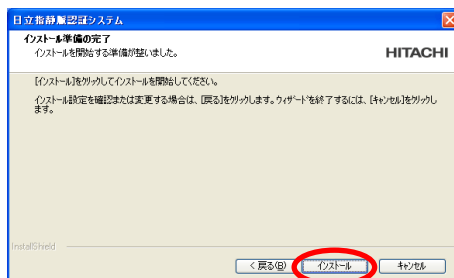 日立指静脈認証システム
インストール準備の完了
インストールを開始する準備が整いました。
HITACHI
[インストール]をクリックしてインストールを開始してください。
インストール設定を確認または変更する場合は、[戻る]をクリックします。ウィザードを終了するには、[キャンセル]をクリックし
ます。
InstallShield
< 戻る(B)
インストール
キャンセル